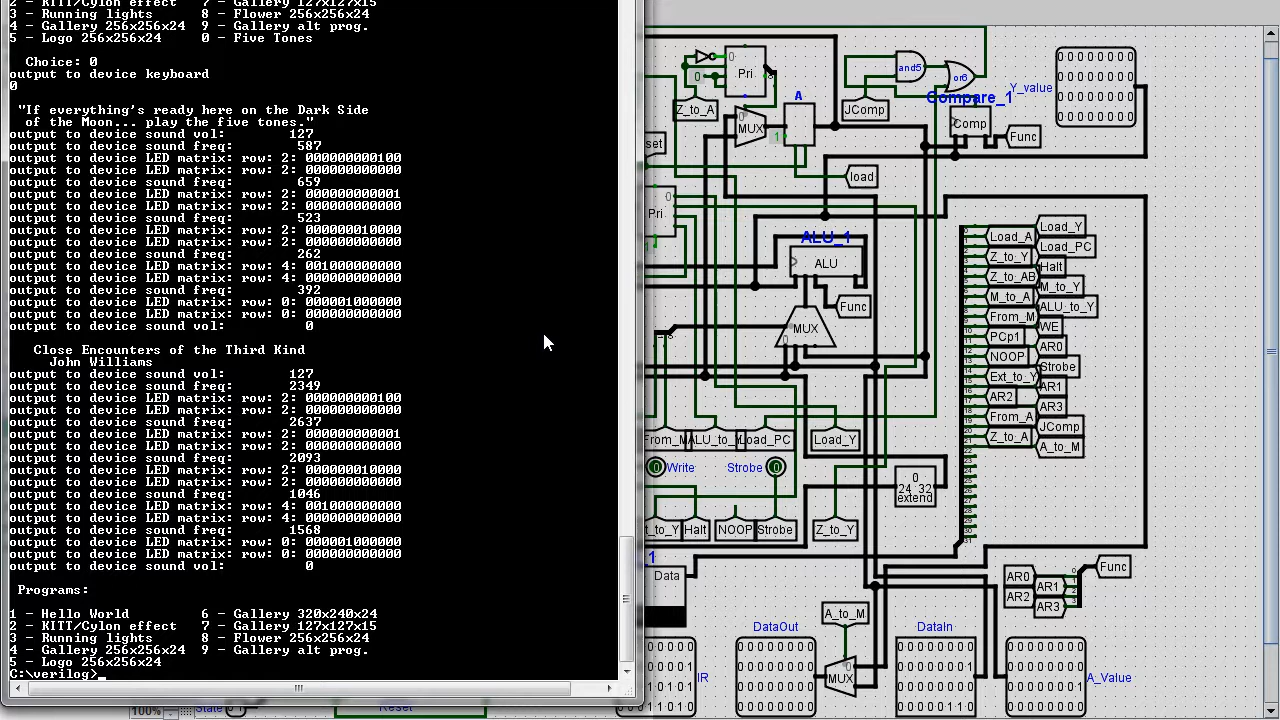 2 - KITT/Cylon effect    7 - Gallery 127x127x15
3 - Running lights       8 - Flower 256x256x24
4 - Gallery 256x256x24   9 - Gallery alt prog.
5 - Logo 256x256x24      0 - Five Tones
Choice: 0
output to device keyboard
0
"If everything's ready here on the Dark Side
of the Moon... play the five tones."
output to device sound vol: 127
output to device sound freq: 587
output to device LED matrix: row: 2: 000000000100
output to device LED matrix: row: 2: 000000000000
output to device sound freq: 659
output to device LED matrix: row: 2: 000000000001
output to device LED matrix: row: 2: 000000000000
output to device sound freq: 523
output to device LED matrix: row: 2: 000000010000
output to device LED matrix: row: 2: 000000000000
output to device sound freq: 262
output to device LED matrix: row: 4: 001000000000
output to device LED matrix: row: 4: 000000000000
output to device sound freq: 392
output to device LED matrix: row: 0: 000001000000
output to device LED matrix: row: 0: 000000000000
output to device sound vol: 0
Close Encounters of the Third Kind
John Williams
output to device sound vol: 127
output to device sound freq: 2349
output to device LED matrix: row: 2: 000000000100
output to device LED matrix: row: 2: 000000000000
output to device sound freq: 2637
output to device LED matrix: row: 2: 000000000001
output to device LED matrix: row: 2: 000000000000
output to device sound freq: 2093
output to device LED matrix: row: 2: 000000010000
output to device LED matrix: row: 2: 000000000000
output to device sound freq: 1046
output to device LED matrix: row: 4: 001000000000
output to device LED matrix: row: 4: 000000000000
output to device sound freq: 1568
output to device LED matrix: row: 0: 000001000000
output to device LED matrix: row: 0: 000000000000
output to device sound vol: 0
Programs:
1 - Hello World          6 - Gallery 320x240x24
2 - KITT/Cylon effect    7 - Gallery 127x127x15
3 - Running lights       8 - Flower 256x256x24
4 - Gallery 256x256x24   9 - Gallery alt prog.
5 - Logo 256x256x24
C:\verilog>
Pri
0
Z_to_A
MUX
A
1
JComp
and5
or6
Compare_1
Comp
Func
Y_value
set
load
Pri
ALU_1
ALU
Func
MUX
From_M
ALU_to_Y
Load_PC
Load_Y
Write
Strobe
0
24 32
extend
t_to_Y
Halt
NOOP
Strobe
Z_to_Y
_1
Data
Load_A
Z_to_Y
Z_to_AB
M_to_A
From_M
PCp1
NOOP
Ext_to_Y
AR2
From_A
Z_to_A
Load_Y
Load_PC
Halt
M_to_Y
ALU_to_Y
WE
AR0
Strobe
AR1
AR3
JComp
A_to_M
AR0
AR1
AR2
AR3
Func
A_to_M
DataOut
MUX
DataIn
IR
A_Value
100%
State
Reset